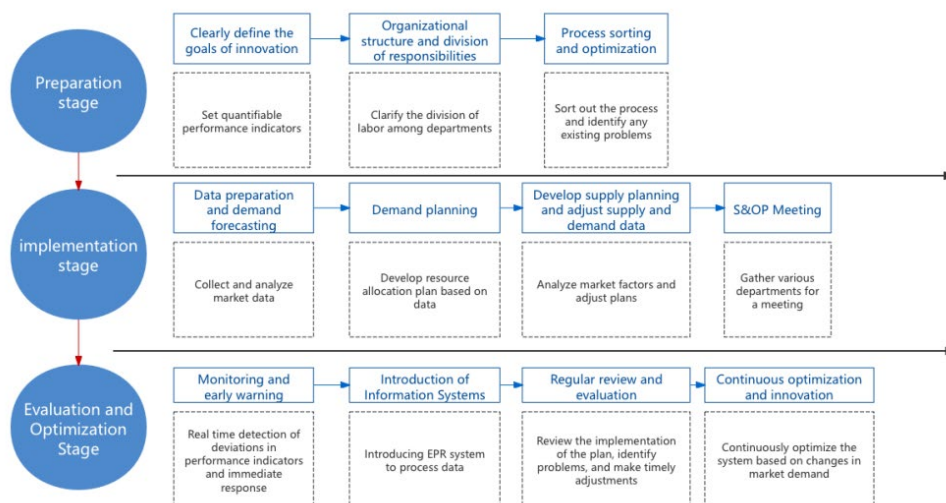 Preparation
stage
Clearly define the
goals of innovation
Organizational
structure and division
of responsibilities
Process sorting
and optimization
Set quantifiable
performance indicators
Clarify the division of
labor among departments
Sort out the process
and identify any
existing problems
implementation
stage
Data preparation
and demand
forecasting
Demand planning
Develop supply planning
and adjust supply and
demand data
S&OP Meeting
Collect and analyze
market data
Develop resource
allocation plan based on
data
Analyze market factors and
adjust plans
Gather various
departments for
a meeting
Evaluation and
Optimization
Stage
Monitoring and
early warning
Introduction of
Information Systems
Regular review and
evaluation
Continuous optimization
and innovation
Real time detection of
deviations in
performance indicators
and immediate
response
Introducing EPR system
to process data
Review the implementation
of the plan, identify
problems, and make timely
adjustments
Continuously optimize the
system based on changes in
market demand